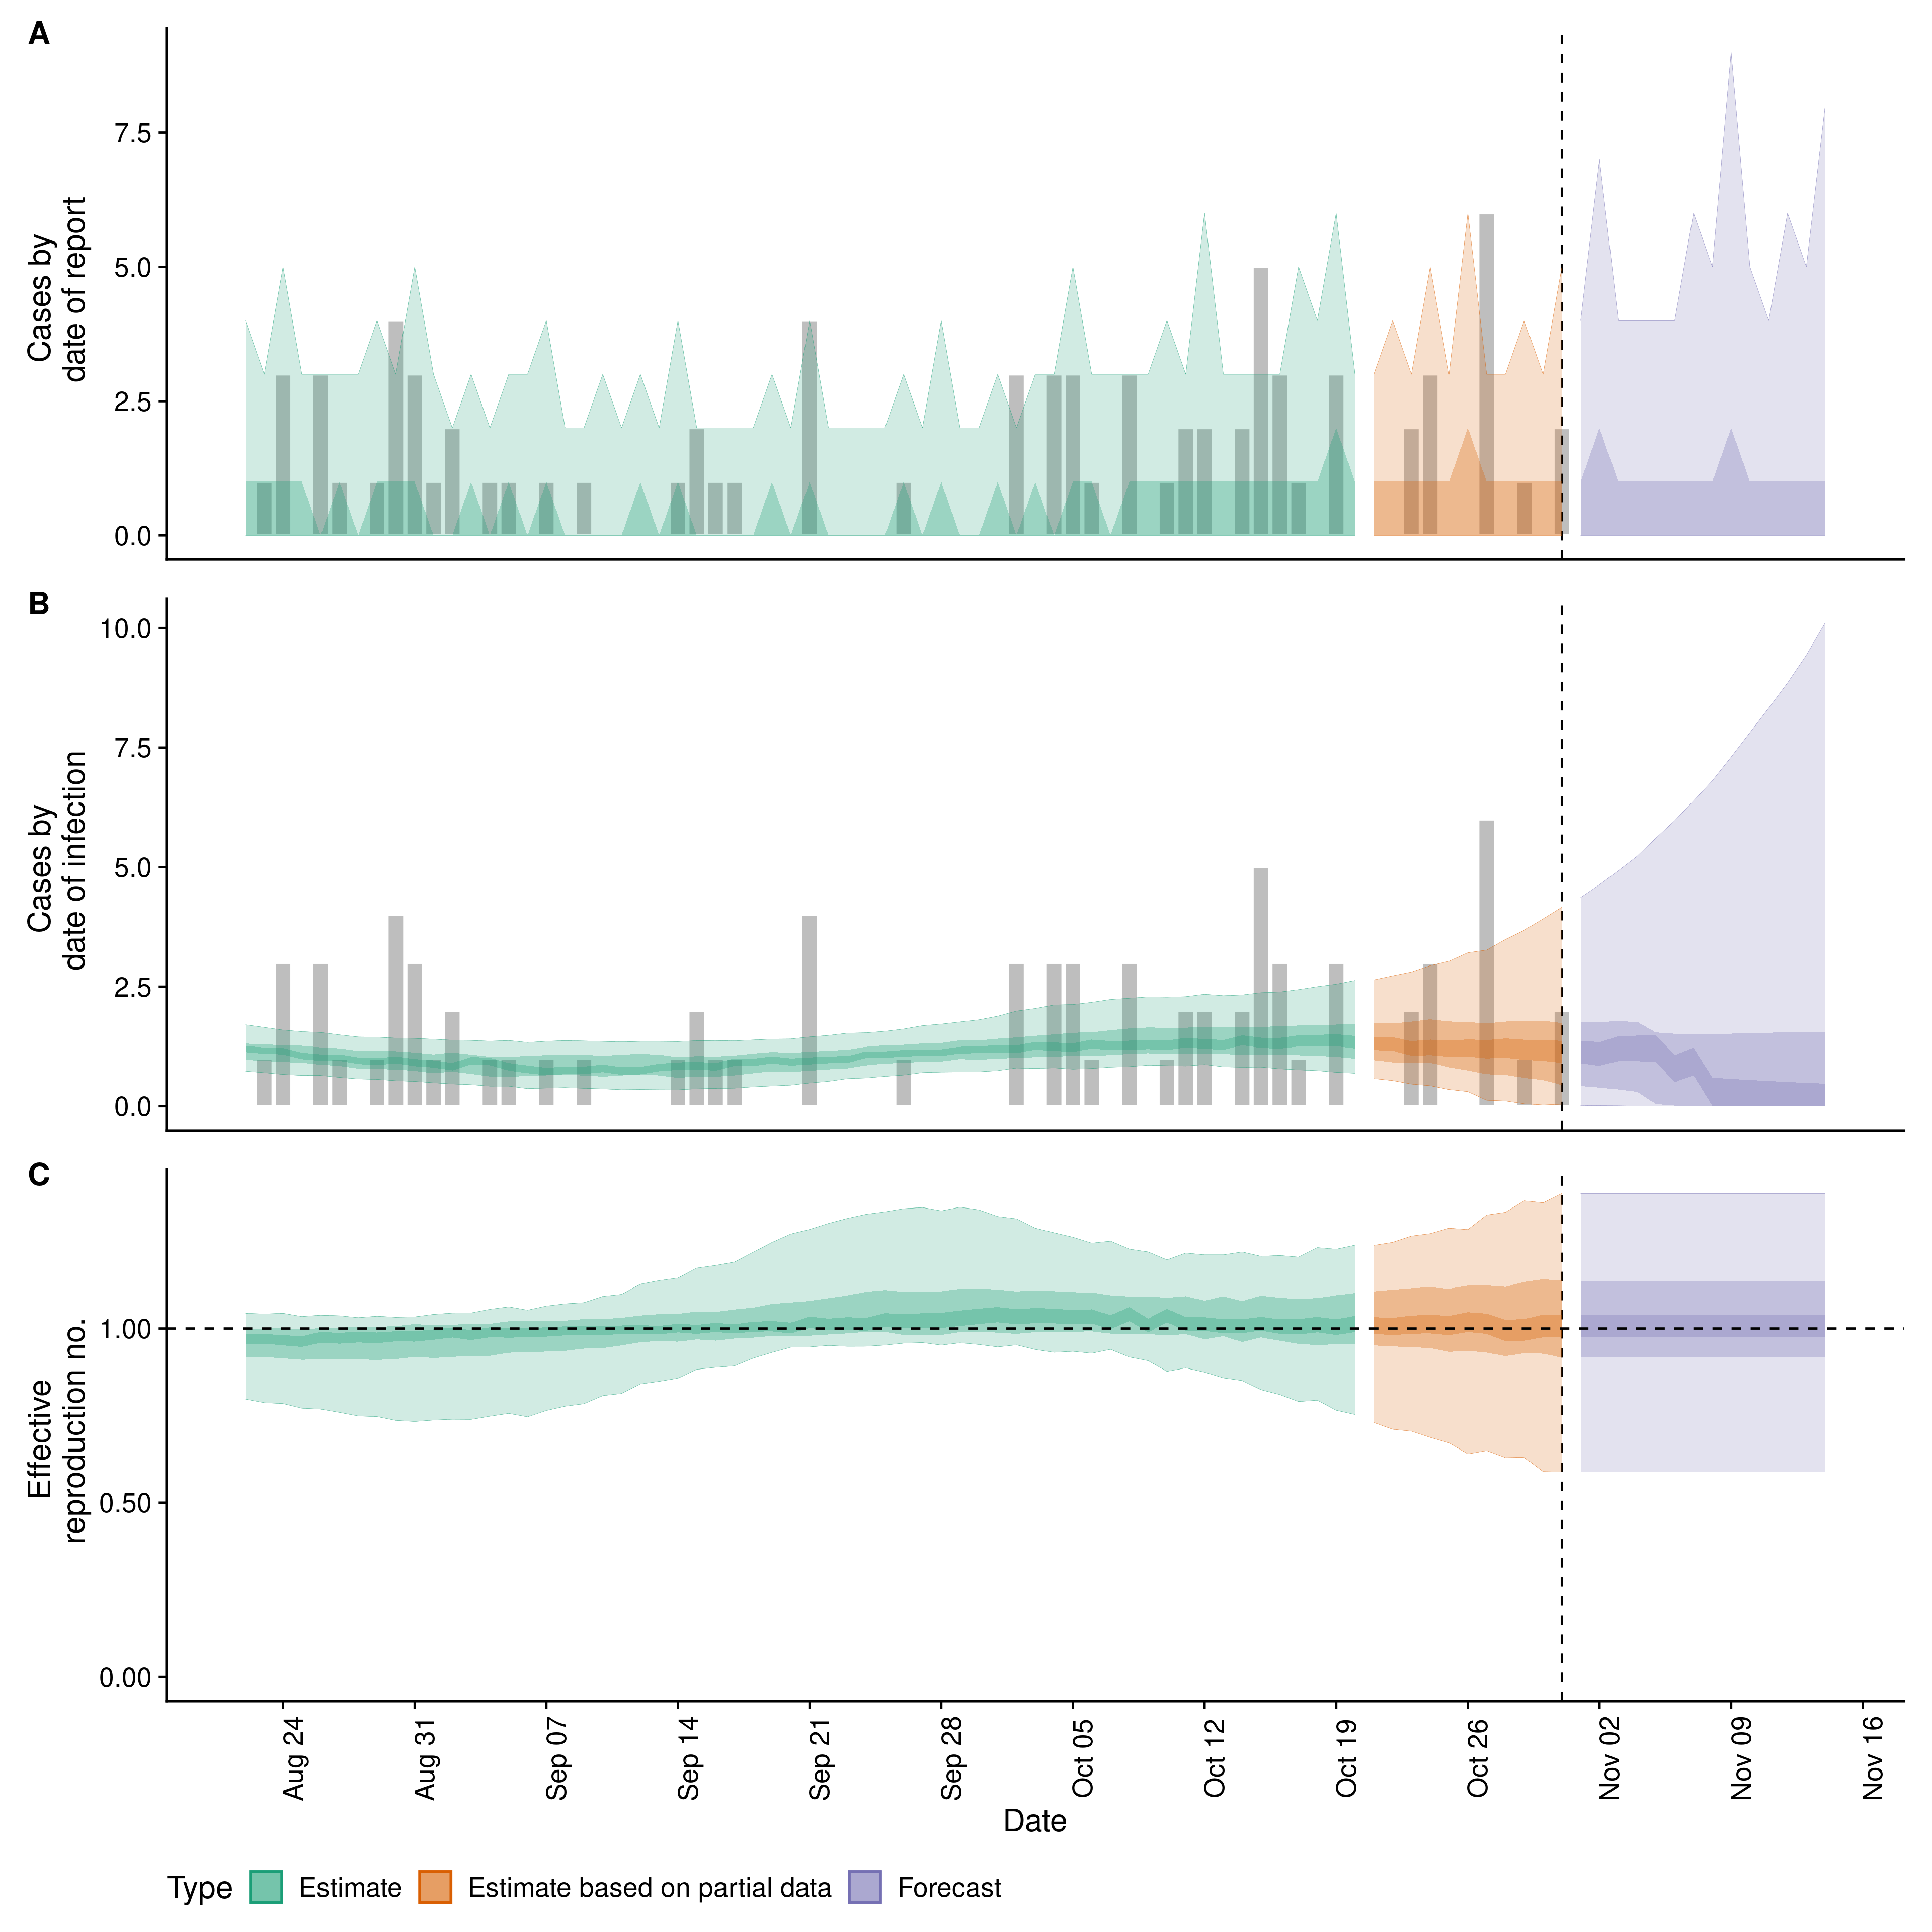 A
Cases by
date of report
7.5
5.0
2.5
0.0
B
Cases by
date of infection
10.0
7.5
5.0
2.5
0.0
C
Effective
reproduction no.
1.00
0.50
0.00
Aug 24
Aug 31
Sep 07
Sep 14
Sep 21
Sep 28
Oct 05
Oct 12
Oct 19
Oct 26
Nov 02
Nov 09
Nov 16
Date
Type Estimate Estimate based on partial data Forecast